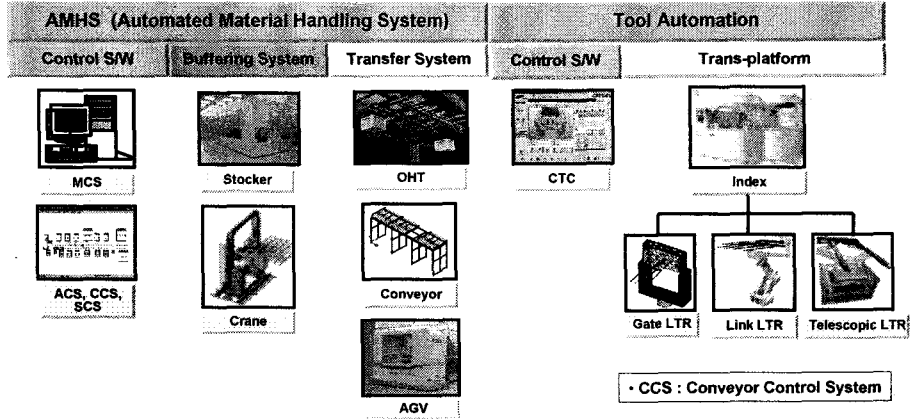 AMHS (Automated Material Handling System)
Tool Automation
Control S/W
Buffering System
Transfer System
Control S/W
Trans-platform
MCS
Stocker
OHT
CTC
Index
ACS, CCS,
SCS
Crane
Conveyor
AGV
Gate LTR
Link LTR
Telescopic LTR
• CCS : Conveyor Control System